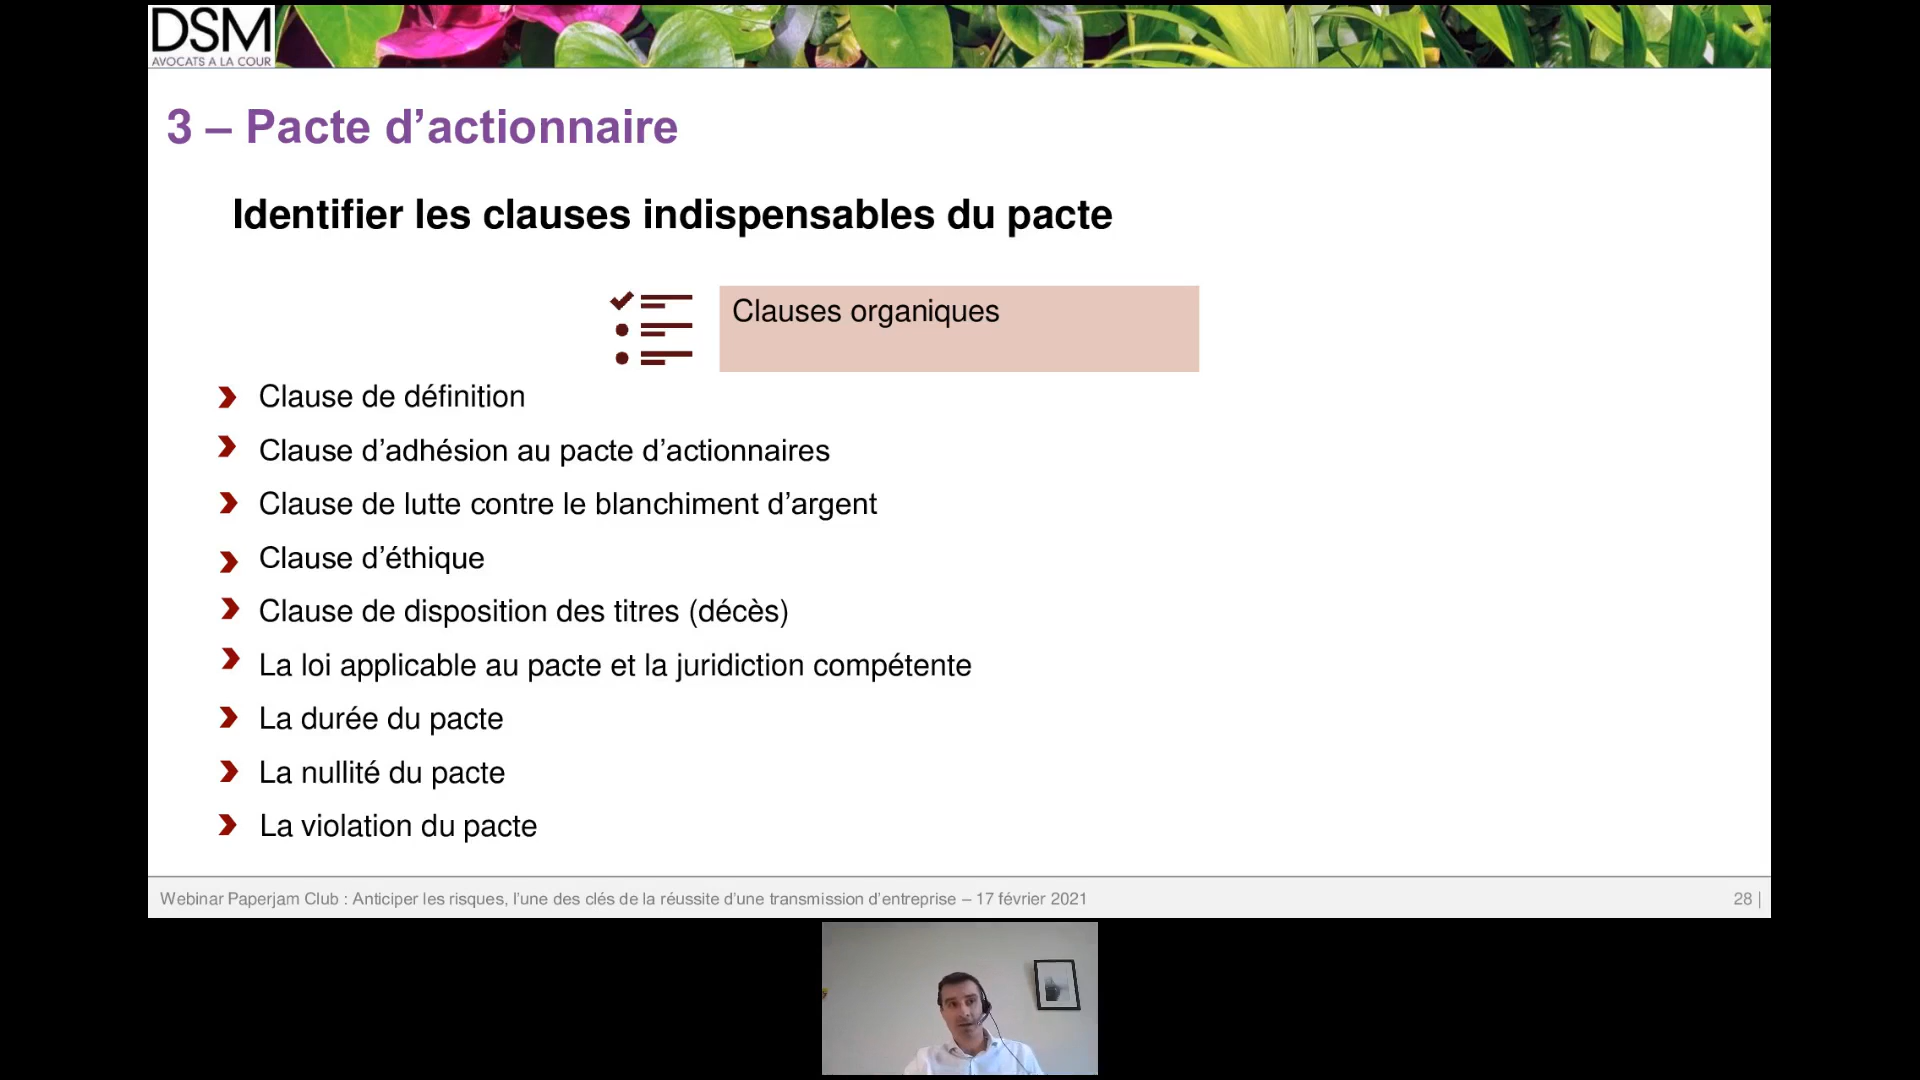 DSM
AVOCATS A LA COUR
3 – Pacte d’actionnaire
Identifier les clauses indispensables du pacte
Clauses organiques
Clause de définition
Clause d’adhésion au pacte d’actionnaires
Clause de lutte contre le blanchiment d’argent
Clause d’éthique
Clause de disposition des titres (décès)
La loi applicable au pacte et la juridiction compétente
La durée du pacte
La nullité du pacte
La violation du pacte
Webinar Paperjam Club : Anticiper les risques, l’une des clés de la réussite d’une transmission d’entreprise – 17 février 2021
28 |